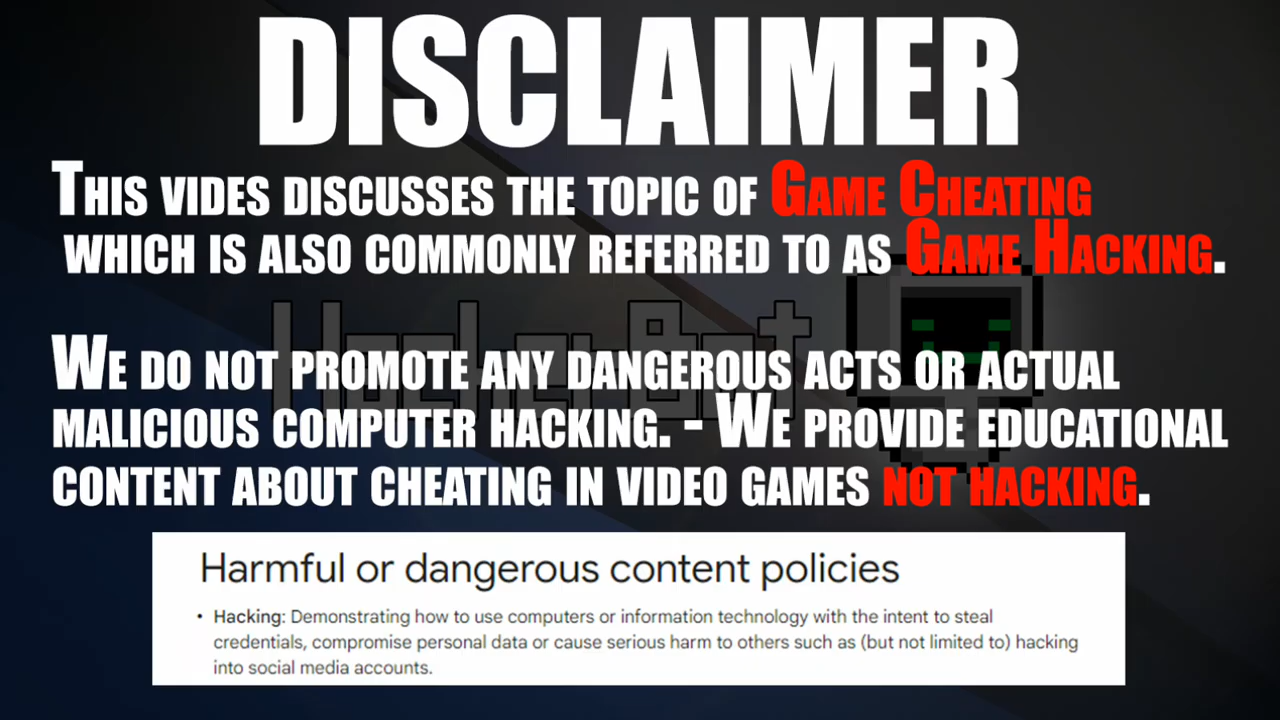 DISCLAIMER
THIS VIDES DISCUSSES THE TOPIC OF GAME CHEATING
WHICH IS ALSO COMMONLY REFERRED TO AS GAME HACKING.
Hacker Bot
WE DO NOT PROMOTE ANY DANGEROUS ACTS OR ACTUAL
MALICIOUS COMPUTER HACKING. - WE PROVIDE EDUCATIONAL
CONTENT ABOUT CHEATING IN VIDEO GAMES NOT HACKING.
Harmful or dangerous content policies
• Hacking: Demonstrating how to use computers or information technology with the intent to steal
credentials, compromise personal data or cause serious harm to others such as (but not limited to) hacking
into social media accounts.